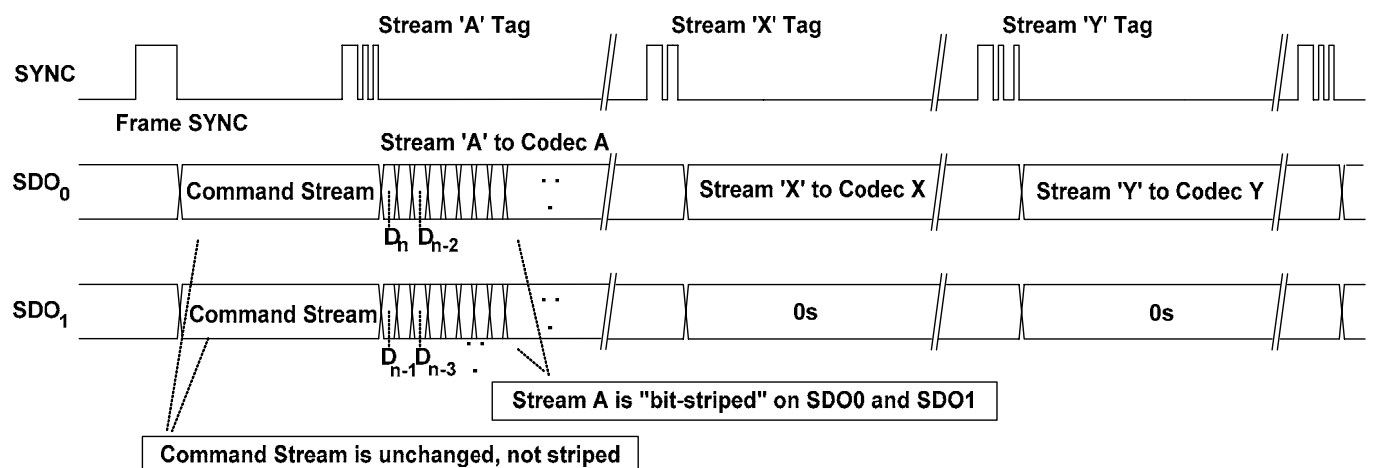 Stream 'A' Tag
Stream 'X' Tag
Stream 'Y' Tag
SYNC
Frame SYNC
Stream 'A' to Codec A
SDO0
Command Stream
Stream 'X' to Codec X
Stream 'Y' to Codec Y
Dn
Dn-2
SDO1
Command Stream
0s
0s
Dn-1
Dn-3
Stream A is "bit-striped" on SDO0 and SDO1
Command Stream is unchanged, not striped